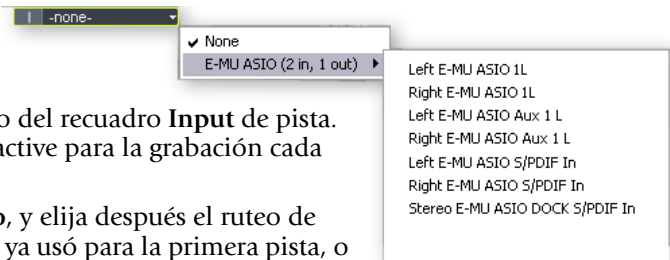 -none-
None
E-MU ASIO (2 in, 1 out)
Left E-MU ASIO 1L
Right E-MU ASIO 1L
Left E-MU ASIO Aux 1 L
Right E-MU ASIO Aux 1 L
Left E-MU ASIO S/PDIF In
Right E-MU ASIO S/PDIF In
Stereo E-MU ASIO DOCK S/PDIF In
o del recuadro Input de pista.
active para la grabación cada
o, y elija después el ruteo de
ya usó para la primera pista, o